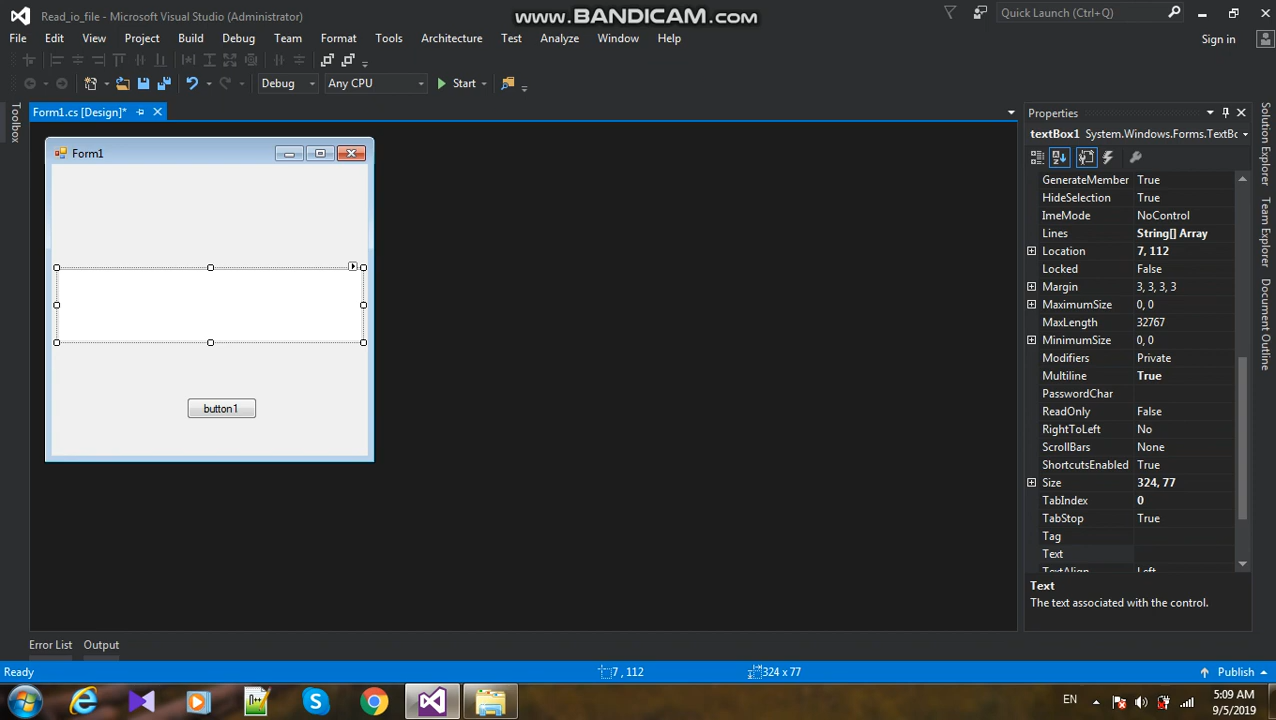 Read_io_file - Microsoft Visual Studio (Administrator)
www.BANDICAM.com
Quick Launch (Ctrl+Q)
File Edit View Project Build Debug Team Format Tools Architecture Test Analyze Window Help
Sign in
Debug Any CPU Start
Toolbox
Form1.cs [Design]*
Form1
button1
Properties
textBox1 System.Windows.Forms.TextBo
GenerateMember True
HideSelection True
ImeMode NoControl
Lines String[] Array
Location 7, 112
Locked False
Margin 3, 3, 3, 3
MaximumSize 0, 0
MaxLength 32767
MinimumSize 0, 0
Modifiers Private
Multiline True
PasswordChar
ReadOnly False
RightToLeft No
ScrollBars None
ShortcutsEnabled True
Size 324, 77
TabIndex 0
TabStop True
Tag
Text
TextAlign Left
Text
The text associated with the control.
Solution Explorer
Team Explorer
Document Outline
Error List Output
Ready 7 , 112 324 x 77 Publish
EN
5:09 AM
9/5/2019